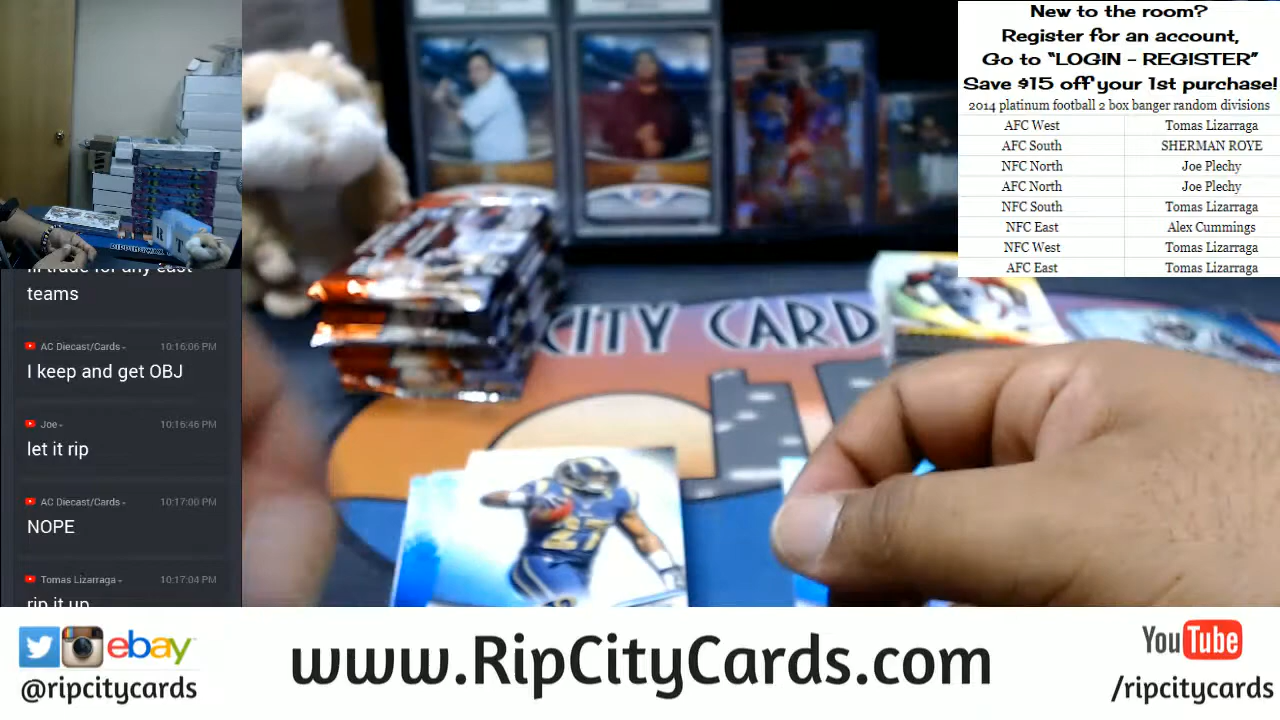 New to the room?
Register for an account,
Go to “LOGIN - REGISTER”
Save $15 off your 1st purchase!
2014 platinum football 2 box banger random divisions
AFC West Tomas Lizarraga
AFC South SHERMAN ROYE
NFC North Joe Plechy
AFC North Joe Plechy
NFC South Tomas Lizarraga
NFC East Alex Cummings
NFC West Tomas Lizarraga
AFC East Tomas Lizarraga
teams
AC Diecast/Cards - 10:16:06 PM
I keep and get OBJ
Joe - 10:16:46 PM
let it rip
AC Diecast/Cards - 10:17:00 PM
NOPE
Tomas Lizarraga - 10:17:04 PM
rip it up
CITY CARD
27
ebay
@ripcitycards
www.RipCityCards.com
YouTube
/ripcitycards